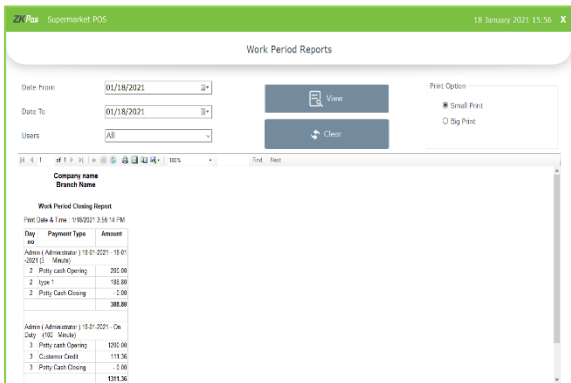 ZKPos Supermarket POS 18 January 2021 15:56 X
Work Period Reports
Date From 01/18/2021
View
Print Option
Small Print
Date To 01/18/2021
Big Print
Users All
Clear
1 of 1 100% Find Next
Company name
Branch Name
Work Period Closing Report
Print Date & Time : 1/18/2021 3:56:14 PM
Day no Payment Type Amount
Admin ( Administrator ) 18-01-2021 - 18-01
-2021 (3 Minute)
2 Petty cash Opening 200.00
2 type 1 188.80
2 Petty Cash Closing - 0.00
388.80
Admin ( Administrator ) 18-01-2021 - On
Duty (100 Minute)
3 Petty cash Opening 1200.00
3 Customer Credit 111.36
3 Petty Cash Closing - 0.00
1311.36